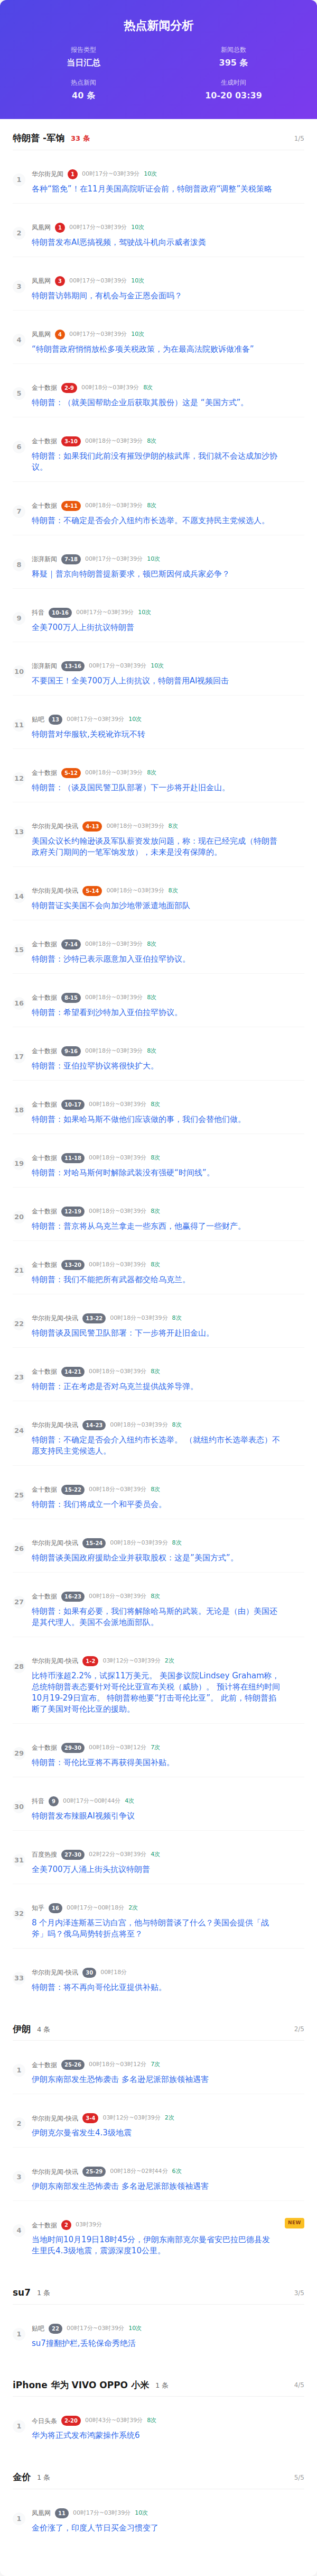 热点新闻分析
报告类型
当日汇总
新闻总数
395 条
热点新闻
40 条
生成时间
10-20 03:39
特朗普 -军饷 33 条 1/5
1
华尔街见闻 1 00时17分~03时39分 10次
各种“豁免”！在11月美国高院听证会前，特朗普政府“调整”关税策略
2
凤凰网 1 00时17分~03时39分 10次
特朗普发布AI恶搞视频，驾驶战斗机向示威者泼粪
3
凤凰网 3 00时17分~03时39分 10次
特朗普访韩期间，有机会与金正恩会面吗？
4
凤凰网 4 00时17分~03时39分 10次
“特朗普政府悄悄放松多项关税政策，为在最高法院败诉做准备”
5
金十数据 2-9 00时18分~03时39分 8次
特朗普：（就美国帮助企业后获取其股份）这是 “美国方式”。
6
金十数据 3-10 00时18分~03时39分 8次
特朗普：如果我们此前没有摧毁伊朗的核武库，我们就不会达成加沙协
议。
7
金十数据 4-11 00时18分~03时39分 8次
特朗普：不确定是否会介入纽约市长选举。不愿支持民主党候选人。
8
澎湃新闻 7-18 00时17分~03时39分 10次
释疑｜普京向特朗普提新要求，顿巴斯因何成兵家必争？
9
抖音 10-16 00时17分~03时39分 10次
全美700万人上街抗议特朗普
10
澎湃新闻 13-16 00时17分~03时39分 10次
不要国王！全美700万人上街抗议，特朗普用AI视频回击
11
贴吧 13 00时17分~03时39分 10次
特朗普对华服软,关税讹诈玩不转
12
金十数据 5-12 00时18分~03时39分 8次
特朗普：（谈及国民警卫队部署）下一步将开赴旧金山。
13
华尔街见闻-快讯 4-13 00时18分~03时39分 8次
美国众议长约翰逊谈及军队薪资发放问题，称：现在已经完成（特朗普
政府关门期间的一笔军饷发放），未来是没有保障的。
14
华尔街见闻-快讯 5-14 00时18分~03时39分 8次
特朗普证实美国不会向加沙地带派遣地面部队
15
金十数据 7-14 00时18分~03时39分 8次
特朗普：沙特已表示愿意加入亚伯拉罕协议。
16
金十数据 8-15 00时18分~03时39分 8次
特朗普：希望看到沙特加入亚伯拉罕协议。
17
金十数据 9-16 00时18分~03时39分 8次
特朗普：亚伯拉罕协议将很快扩大。
18
金十数据 10-17 00时18分~03时39分 8次
特朗普：如果哈马斯不做他们应该做的事，我们会替他们做。
19
金十数据 11-18 00时18分~03时39分 8次
特朗普：对哈马斯何时解除武装没有强硬“时间线”。
20
金十数据 12-19 00时18分~03时39分 8次
特朗普：普京将从乌克兰拿走一些东西，他赢得了一些财产。
21
金十数据 13-20 00时18分~03时39分 8次
特朗普：我们不能把所有武器都交给乌克兰。
22
华尔街见闻-快讯 13-22 00时18分~03时39分 8次
特朗普谈及国民警卫队部署：下一步将开赴旧金山。
23
金十数据 14-21 00时18分~03时39分 8次
特朗普：正在考虑是否对乌克兰提供战斧导弹。
24
华尔街见闻-快讯 14-23 00时18分~03时39分 8次
特朗普：不确定是否会介入纽约市长选举。 （就纽约市长选举表态）不
愿支持民主党候选人。
25
金十数据 15-22 00时18分~03时39分 8次
特朗普：我们将成立一个和平委员会。
26
华尔街见闻-快讯 15-24 00时18分~03时39分 8次
特朗普谈美国政府援助企业并获取股权：这是“美国方式”。
27
金十数据 16-23 00时18分~03时39分 8次
特朗普：如果有必要，我们将解除哈马斯的武装。无论是（由）美国还
是其代理人。美国不会派地面部队。
28
华尔街见闻-快讯 1-2 03时12分~03时39分 2次
比特币涨超2.2%，试探11万美元。 美国参议院Lindsey Graham称，
总统特朗普表态要针对哥伦比亚宣布关税（威胁）。 预计将在纽约时间
10月19-29日宣布。 特朗普称他要“打击哥伦比亚”。 此前，特朗普掐
断了美国对哥伦比亚的援助。
29
金十数据 29-30 00时18分~03时12分 7次
特朗普：哥伦比亚将不再获得美国补贴。
30
抖音 9 00时17分~00时44分 4次
特朗普发布辣眼AI视频引争议
31
百度热搜 27-30 02时22分~03时39分 4次
全美700万人涌上街头抗议特朗普
32
知乎 16 00时17分~00时18分 2次
8 个月内泽连斯基三访白宫，他与特朗普谈了什么？美国会提供「战
斧」吗？俄乌局势转折点将至？
33
华尔街见闻-快讯 30 00时18分
特朗普：将不再向哥伦比亚提供补贴。
伊朗 4 条 2/5
1
金十数据 25-26 00时18分~03时12分 7次
伊朗东南部发生恐怖袭击 多名逊尼派部族领袖遇害
2
华尔街见闻-快讯 3-4 03时12分~03时39分 2次
伊朗克尔曼省发生4.3级地震
3
华尔街见闻-快讯 25-29 00时18分~02时44分 6次
伊朗东南部发生恐怖袭击 多名逊尼派部族领袖遇害
4
金十数据 2 03时39分 NEW
当地时间10月19日18时45分，伊朗东南部克尔曼省安巴拉巴德县发
生里氏4.3级地震，震源深度10公里。
su7 1 条 3/5
1
贴吧 22 00时17分~03时39分 10次
su7撞翻护栏,丢轮保命秀绝活
iPhone 华为 VIVO OPPO 小米 1 条 4/5
1
今日头条 2-20 00时43分~03时39分 8次
华为将正式发布鸿蒙操作系统6
金价 1 条 5/5
1
凤凰网 11 00时17分~03时39分 10次
金价涨了，印度人节日买金习惯变了